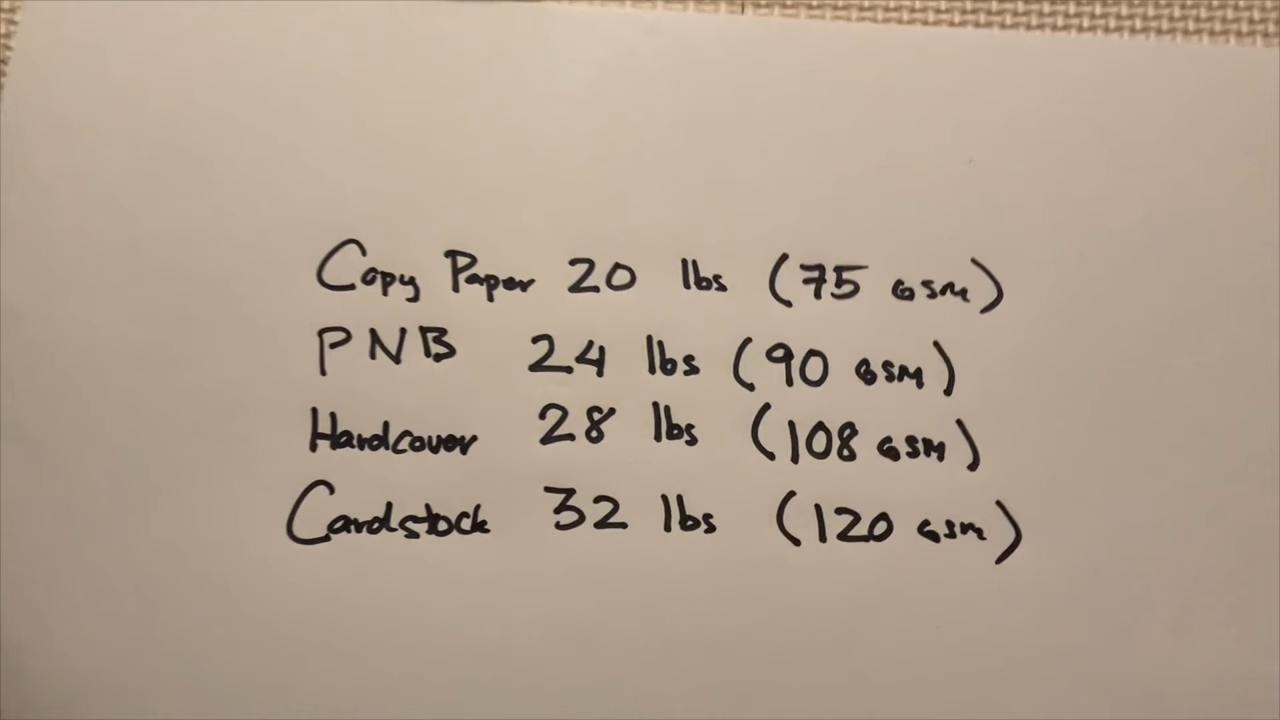 Copy Paper 20 lbs (75 GSM)
PNB 24 lbs (90 GSM)
Hardcover 28 lbs (108 GSM)
Cardstock 32 lbs (120 GSM)